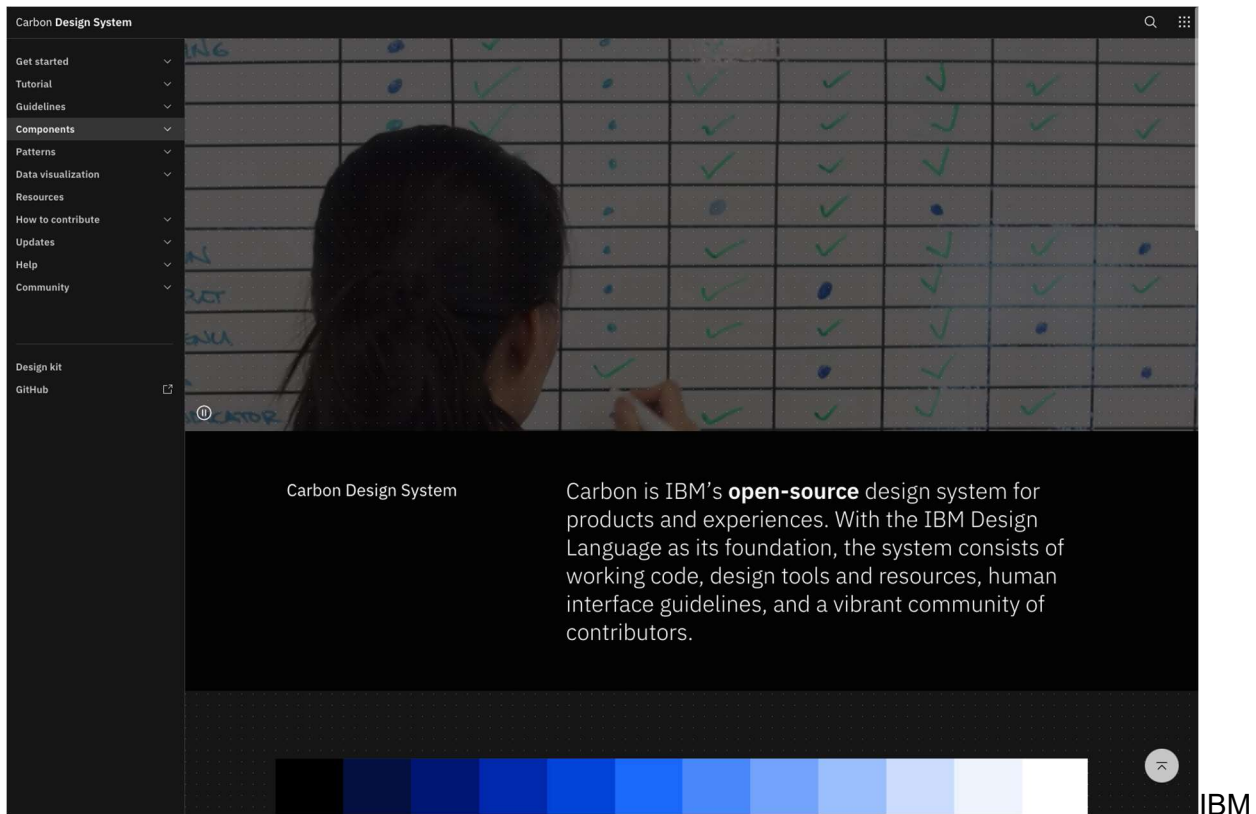 Carbon Design System
Get started
Tutorial
Guidelines
Components
Patterns
Data visualization
Resources
How to contribute
Updates
Help
Community
Design kit
GitHub
Carbon Design System
Carbon is IBM’s open-source design system for
products and experiences. With the IBM Design
Language as its foundation, the system consists of
working code, design tools and resources, human
interface guidelines, and a vibrant community of
contributors.
IBM